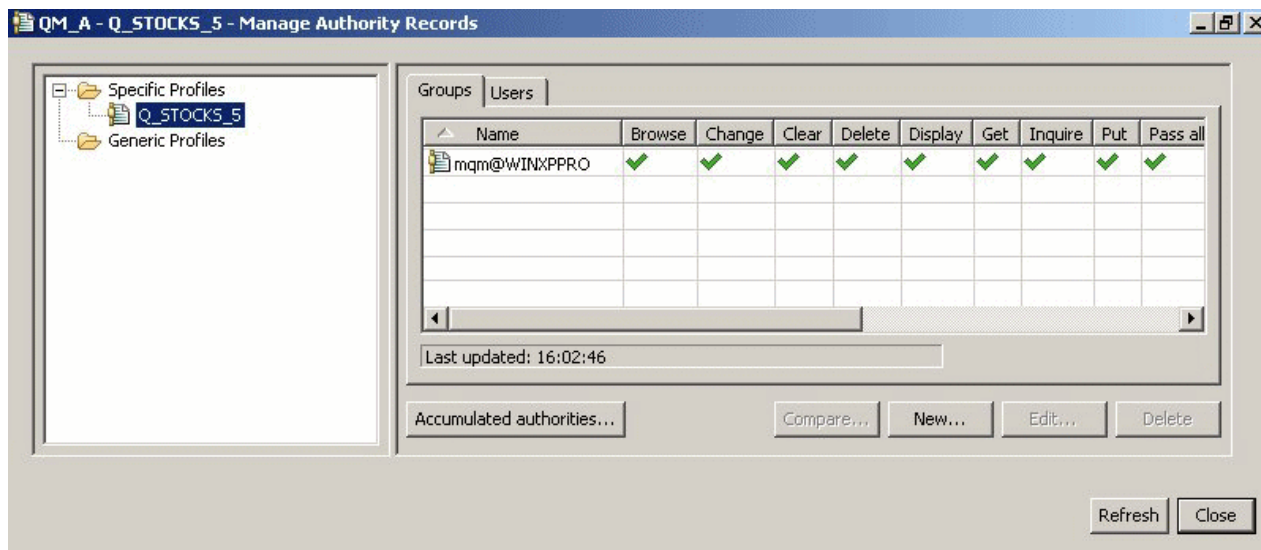 QM_A - Q_STOCKS_5 - Manage Authority Records
Specific Profiles
Q_STOCKS_5
Generic Profiles
Groups Users
Name Browse Change Clear Delete Display Get Inquire Put Pass all
mqm@WINXPPRO
Last updated: 16:02:46
Accumulated authorities... Compare... New... Edit... Delete
Refresh Close